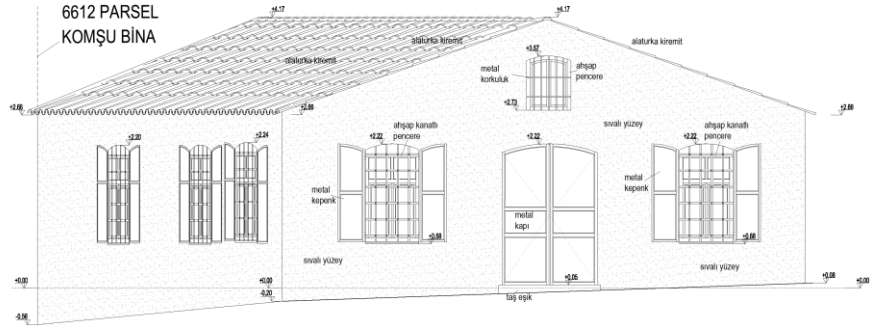 6612 PARSEL
KOMŞU BİNA
+4.17
+4.17
alaturka kiremit
alaturka kiremit
alaturka kiremit
+3.57
metal
korkuluk
ahşap
pencere
+2.73
+2.66
+2.66
+2.66
sıvalı yüzey
ahşap kanatlı
pencere
ahşap kanatlı
pencere
+2.20
+2.24
+2.22
+2.22
+2.22
metal
kepenk
metal
kepenk
metal
kapı
+0.68
+0.68
sıvalı yüzey
sıvalı yüzey
+0.00
+0.00
-0.20
+0.05
+0.08
+0.00
taş eşik
-0.56